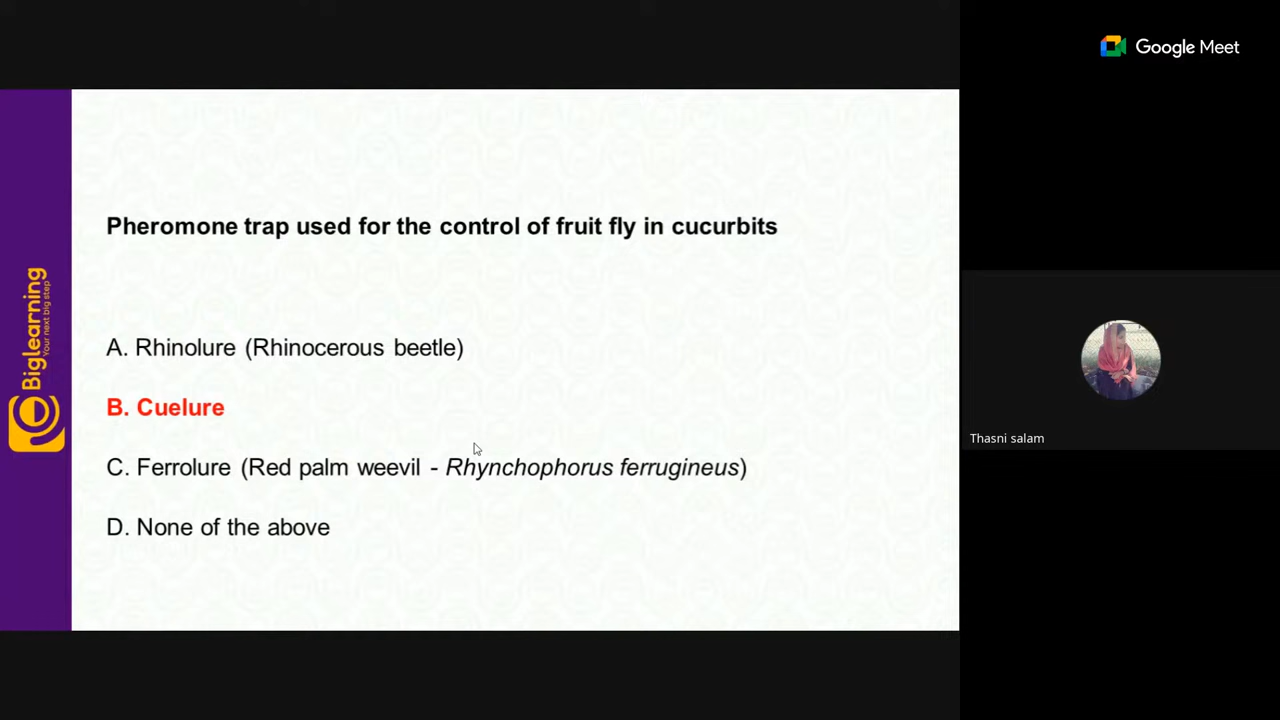 Google Meet
Pheromone trap used for the control of fruit fly in cucurbits
A. Rhinolure (Rhinocerous beetle)
B. Cuelure
C. Ferrolure (Red palm weevil - Rhynchophorus ferrugineus)
D. None of the above
Biglearning
Your next big step
Thasni salam